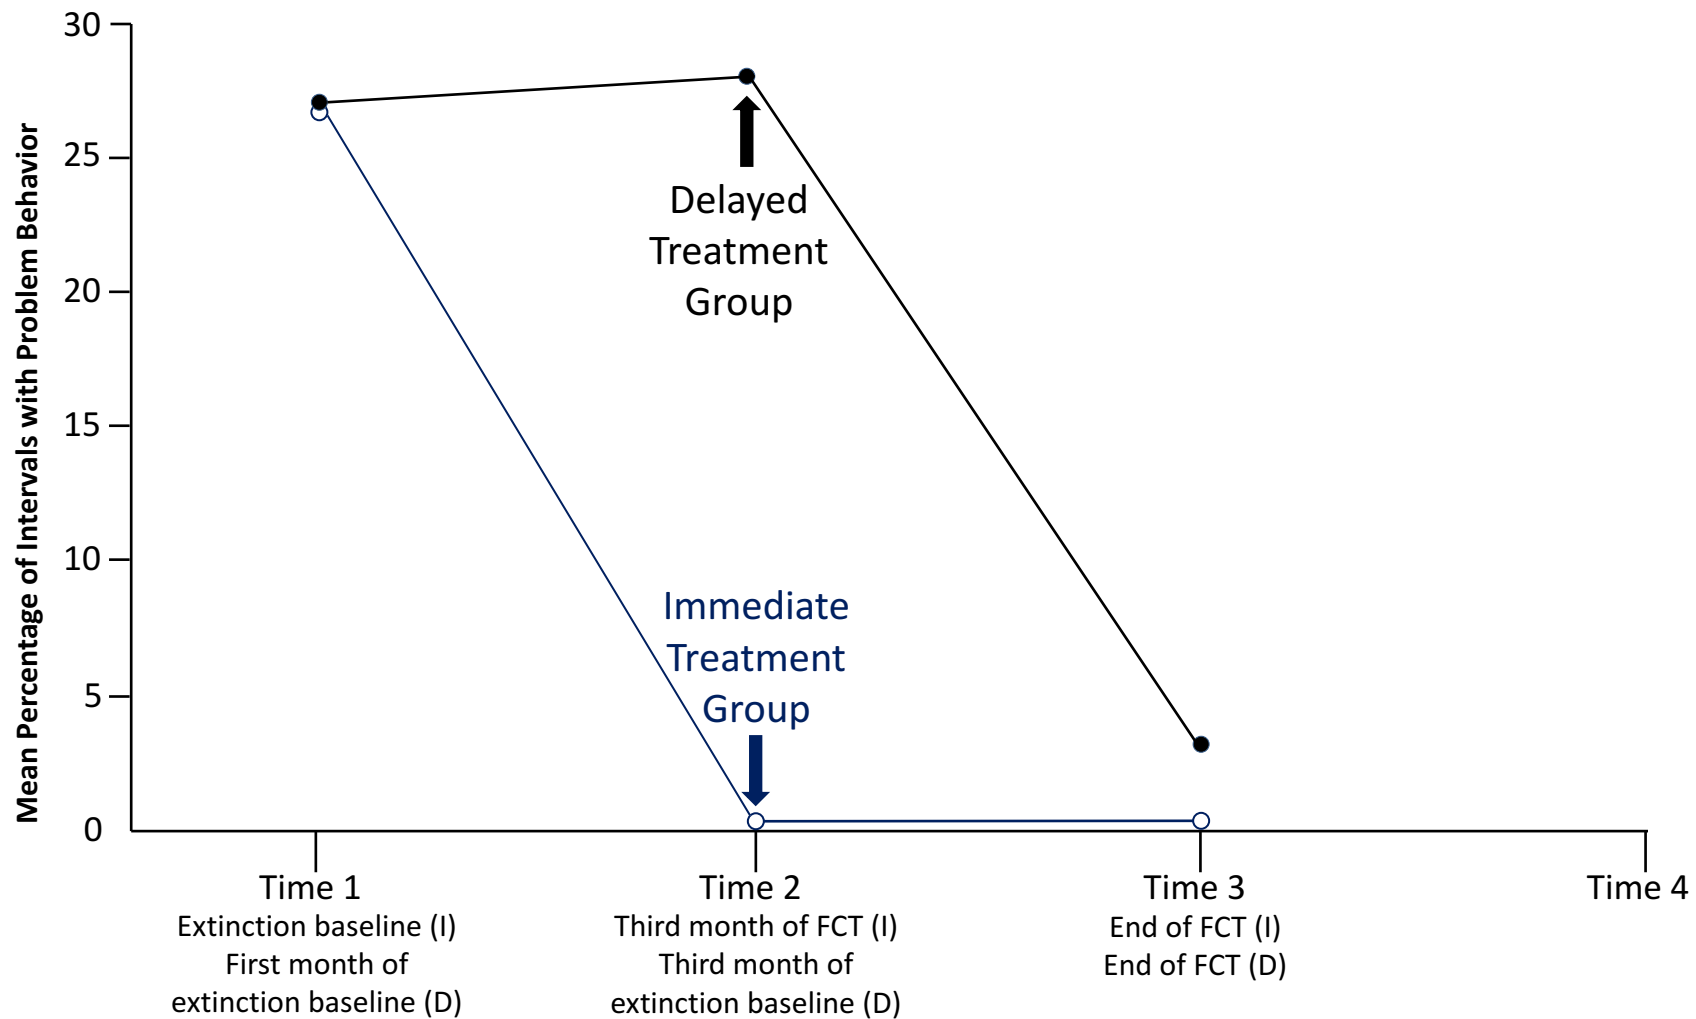 Mean Percentage of Intervals with Problem Behavior
30
25
20
15
10
5
0
Delayed
Treatment
Group
Immediate
Treatment
Group
Time 1
Extinction baseline (I)
First month of
extinction baseline (D)
Time 2
Third month of FCT (I)
Third month of
extinction baseline (D)
Time 3
End of FCT (I)
End of FCT (D)
Time 4